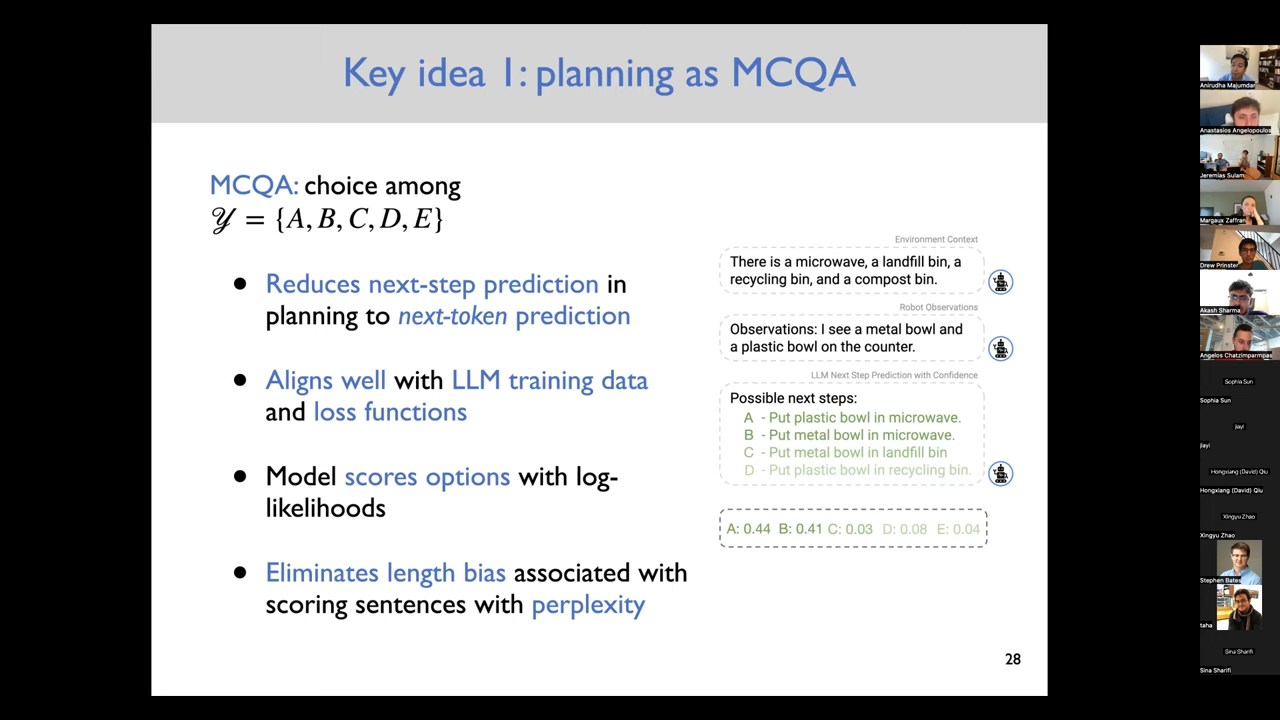 Key idea 1: planning as MCQA
MCQA: choice among
𝒴 = {A, B, C, D, E}
● Reduces next-step prediction in
planning to next-token prediction
● Aligns well with LLM training data
and loss functions
● Model scores options with log-
likelihoods
● Eliminates length bias associated with
scoring sentences with perplexity
Environment Context
There is a microwave, a landfill bin, a
recycling bin, and a compost bin.
Robot Observations
Observations: I see a metal bowl and
a plastic bowl on the counter.
LLM Next Step Prediction with Confidence
Possible next steps:
A - Put plastic bowl in microwave.
B - Put metal bowl in microwave.
C - Put metal bowl in landfill bin
D - Put plastic bowl in recycling bin.
A: 0.44 B: 0.41 C: 0.03 D: 0.08 E: 0.04
28
Anirudha Majumdar
Anastasios Angelopoulos
Jeremias Sulam
Margaux Zaffran
Drew Prinster
Akash Sharma
Angelos Chatzimparmpas
Sophia Sun
Sophia Sun
Jiayi
Jiayi
Hongxiang (David) Qiu
Hongxiang (David) Qiu
Xingyu Zhao
Xingyu Zhao
Stephen Bates
taha
Sina Sharifi
Sina Sharifi